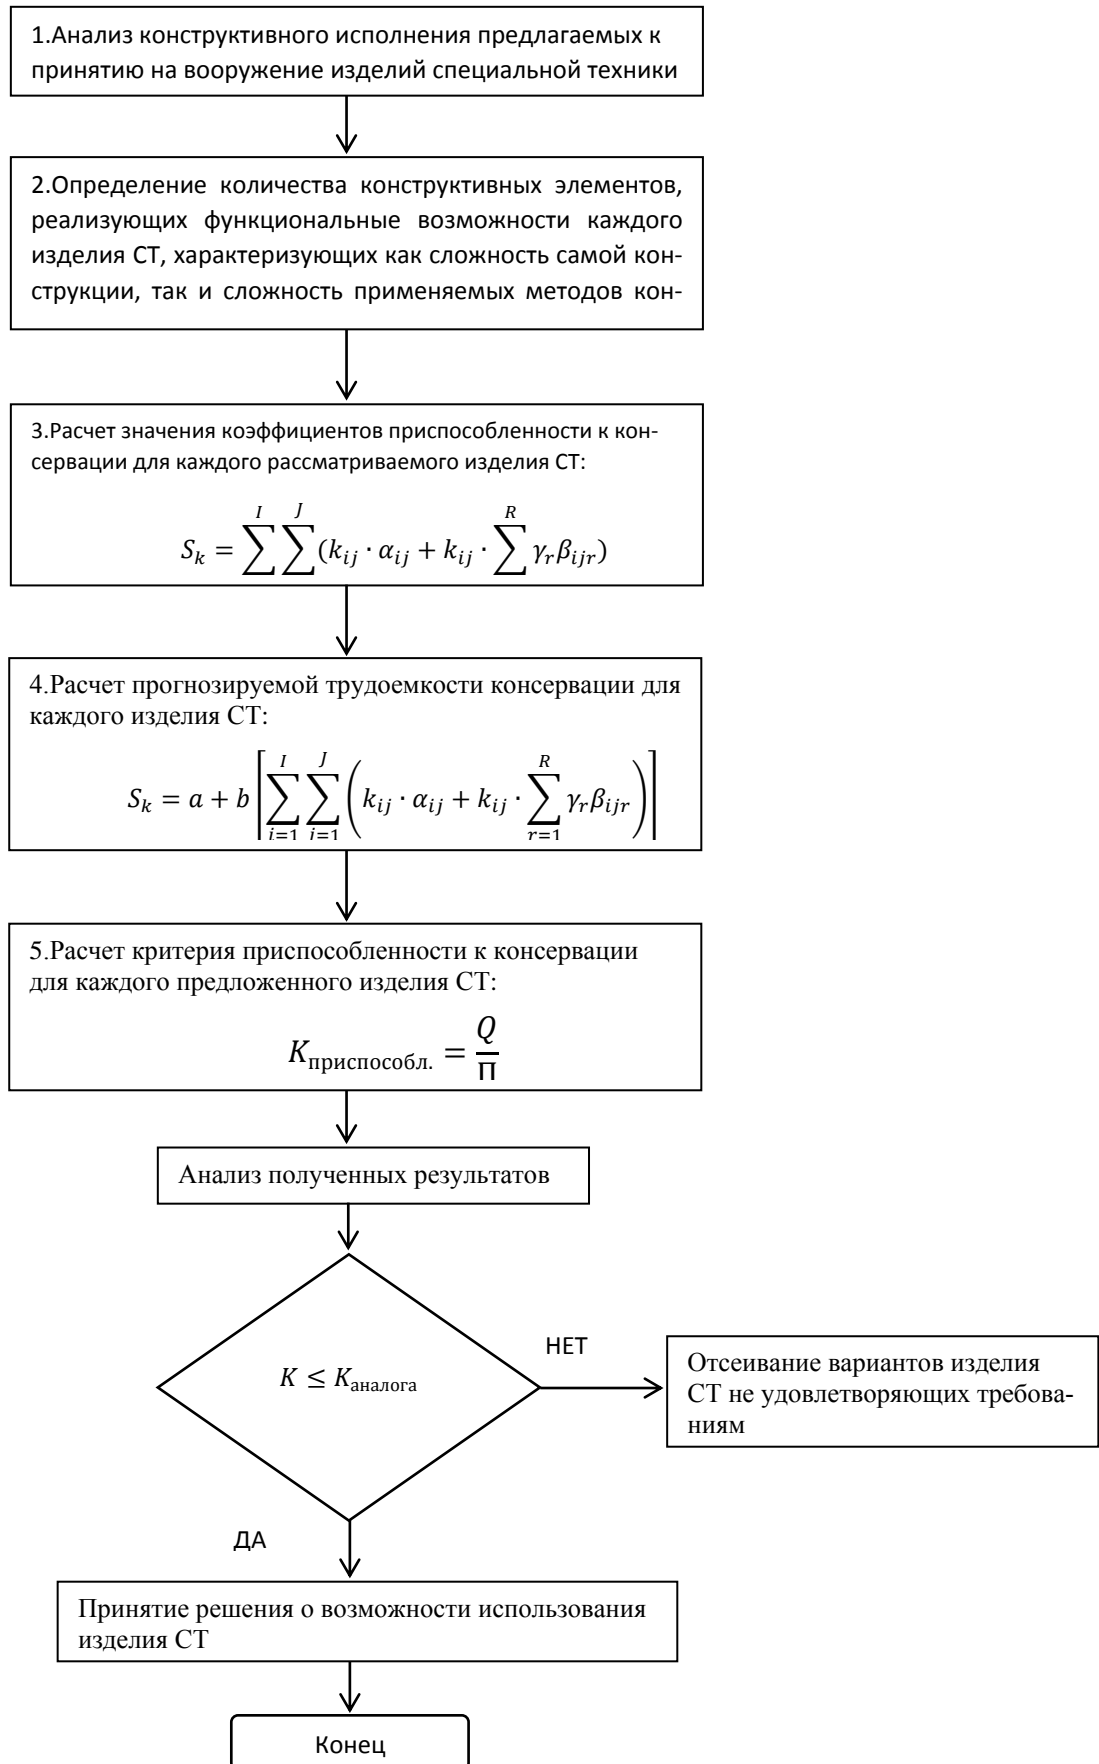 1.Анализ конструктивного исполнения предлагаемых к
принятию на вооружение изделий специальной техники
2.Определение количества конструктивных элементов,
реализующих функциональные возможности каждого
изделия СТ, характеризующих как сложность самой кон-
струкции, так и сложность применяемых методов кон-
3.Расчет значения коэффициентов приспособленности к кон-
сервации для каждого рассматриваемого изделия СТ:
S_k = ∑^I ∑^J (k_ij · α_ij + k_ij · ∑^R γ_r β_ijr)
4.Расчет прогнозируемой трудоемкости консервации для
каждого изделия СТ:
S_k = a + b [∑_{i=1}^I ∑_{j=1}^J (k_ij · α_ij + k_ij · ∑_{r=1}^R γ_r β_ijr)]
5.Расчет критерия приспособленности к консервации
для каждого предложенного изделия СТ:
K_приспособл. = Q/П
Анализ полученных результатов
K ≤ K_аналога
НЕТ
Отсеивание вариантов изделия
СТ не удовлетворяющих требова-
ниям
ДА
Принятие решения о возможности использования
изделия СТ
Конец